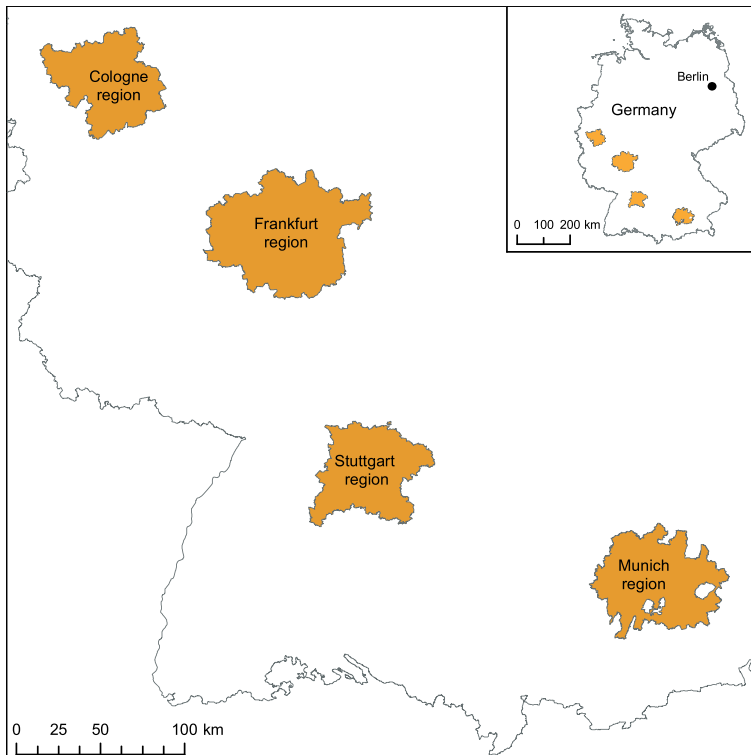 Cologne
region
Berlin
Germany
0 100 200 km
Frankfurt
region
Stuttgart
region
Munich
region
0 25 50 100 km